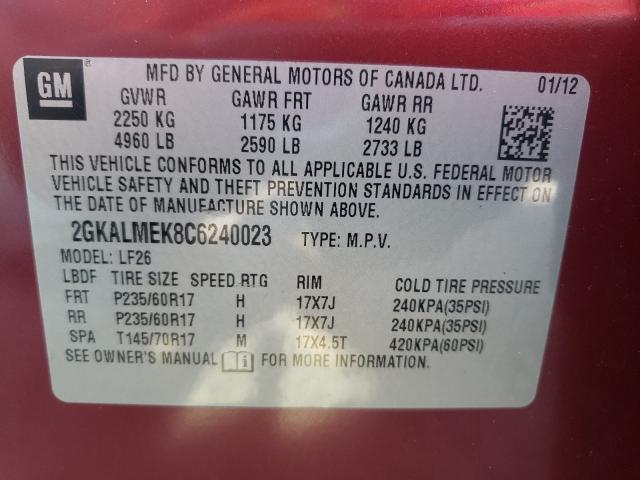 GM
®
MFD BY GENERAL MOTORS OF CANADA LTD. 01/12
GVWR GAWR FRT GAWR RR
2250 KG 1175 KG 1240 KG
4960 LB 2590 LB 2733 LB
THIS VEHICLE CONFORMS TO ALL APPLICABLE U.S. FEDERAL MOTOR
VEHICLE SAFETY AND THEFT PREVENTION STANDARDS IN EFFECT ON
THE DATE OF MANUFACTURE SHOWN ABOVE.
2GKALMEK8C6240023 TYPE: M.P.V.
MODEL: LF26
LBDF TIRE SIZE SPEED RTG RIM COLD TIRE PRESSURE
FRT P235/60R17 H 17X7J 240KPA(35PSI)
RR P235/60R17 H 17X7J 240KPA(35PSI)
SPA T145/70R17 M 17X4.5T 420KPA(60PSI)
SEE OWNER'S MANUAL i FOR MORE INFORMATION.